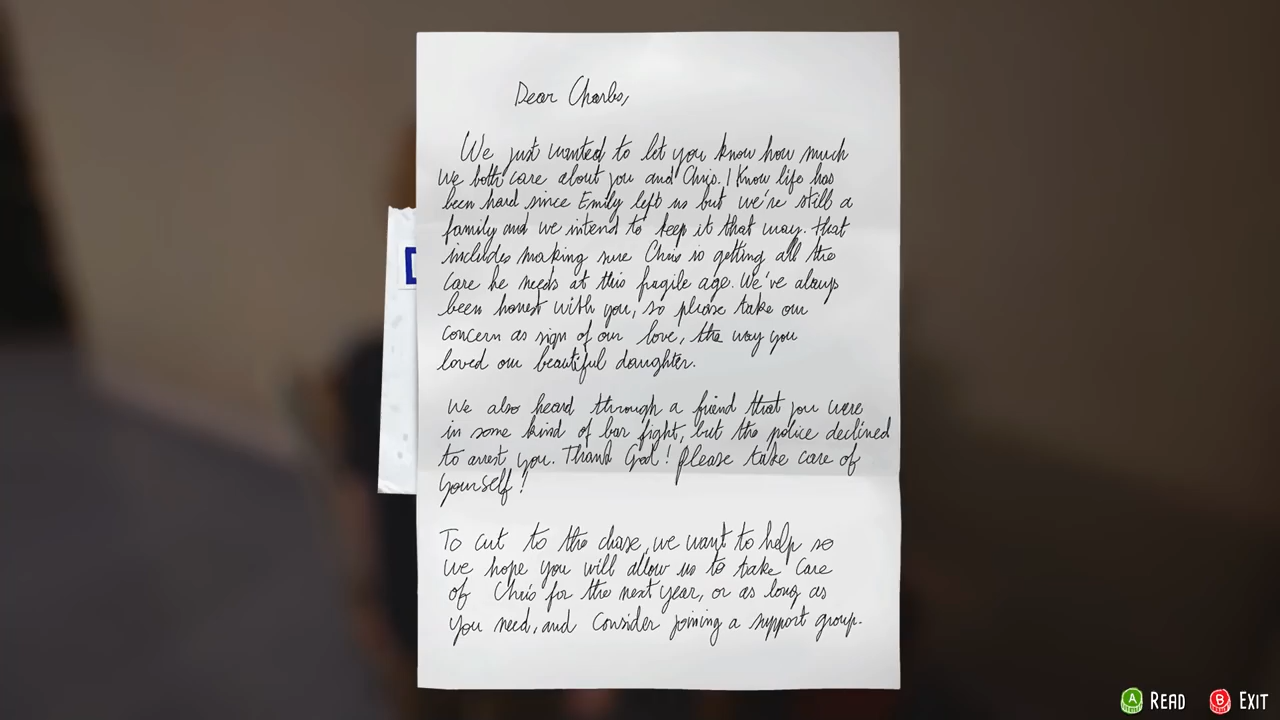 Dear Charles,
We just wanted to let you know how much
we both care about you and Chris. I know life has
been hard since Emily left us but we're still a
family and we intend to keep it that way. That
includes making sure Chris is getting all the
care he needs at this fragile age. We've always
been honest with you, so please take our
concern as sign of our love, the way you
loved our beautiful daughter.
We also heard through a friend that you were
in some kind of bar fight, but the police declined
to arrest you. Thank God! please take care of
yourself!
To cut to the chase, we want to help so
we hope you will allow us to take care
of Chris for the next year, or as long as
you need, and consider joining a support group.
A READ B EXIT